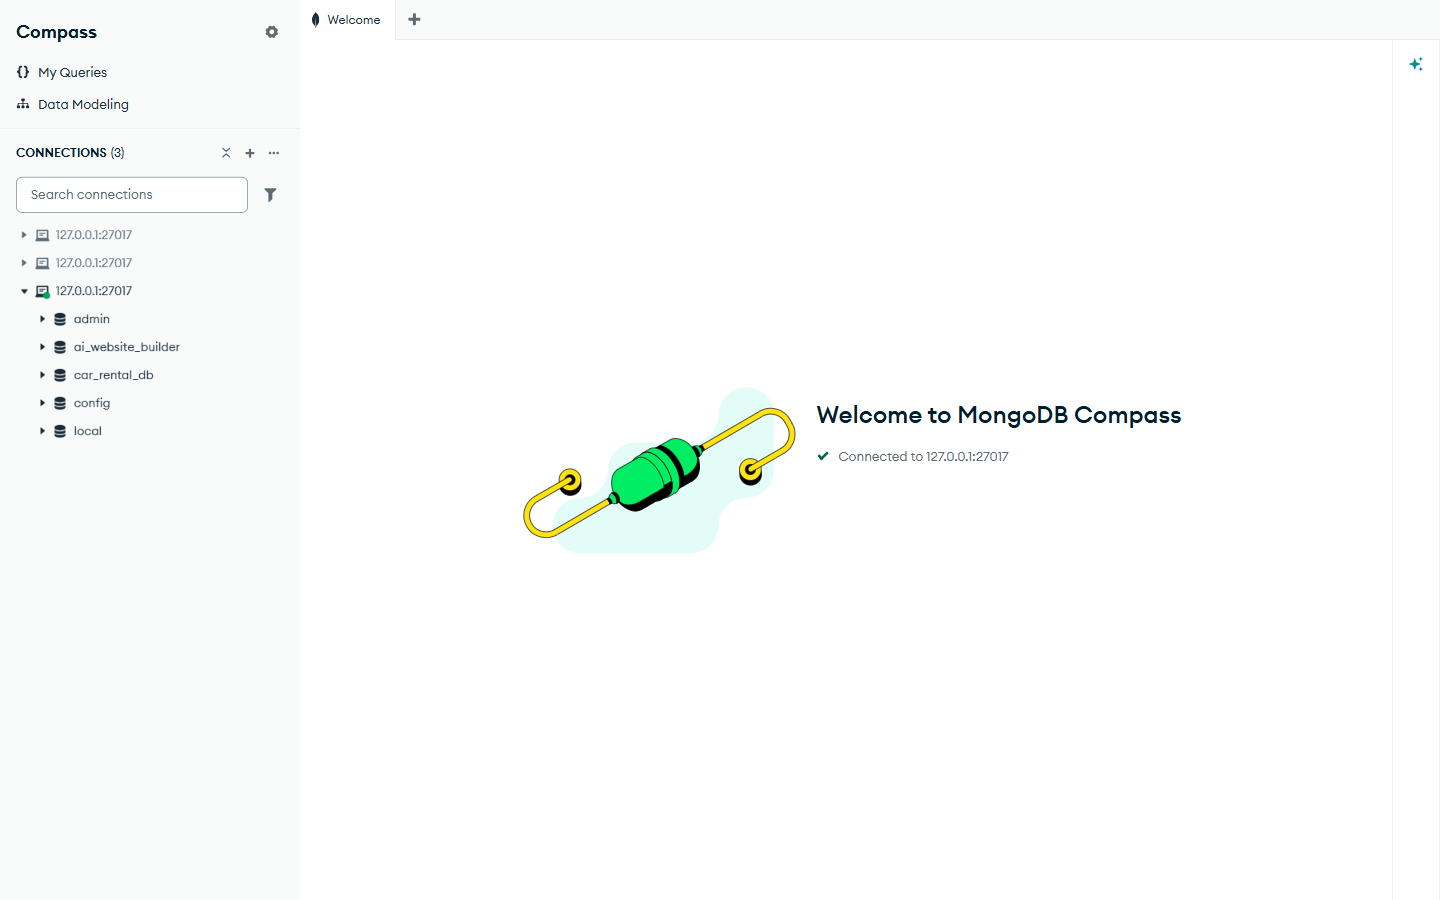 Compass
My Queries
Data Modeling
CONNECTIONS (3)
Search connections
127.0.0.1:27017
127.0.0.1:27017
127.0.0.1:27017
admin
ai_website_builder
car_rental_db
config
local
Welcome
Welcome to MongoDB Compass
Connected to 127.0.0.1:27017